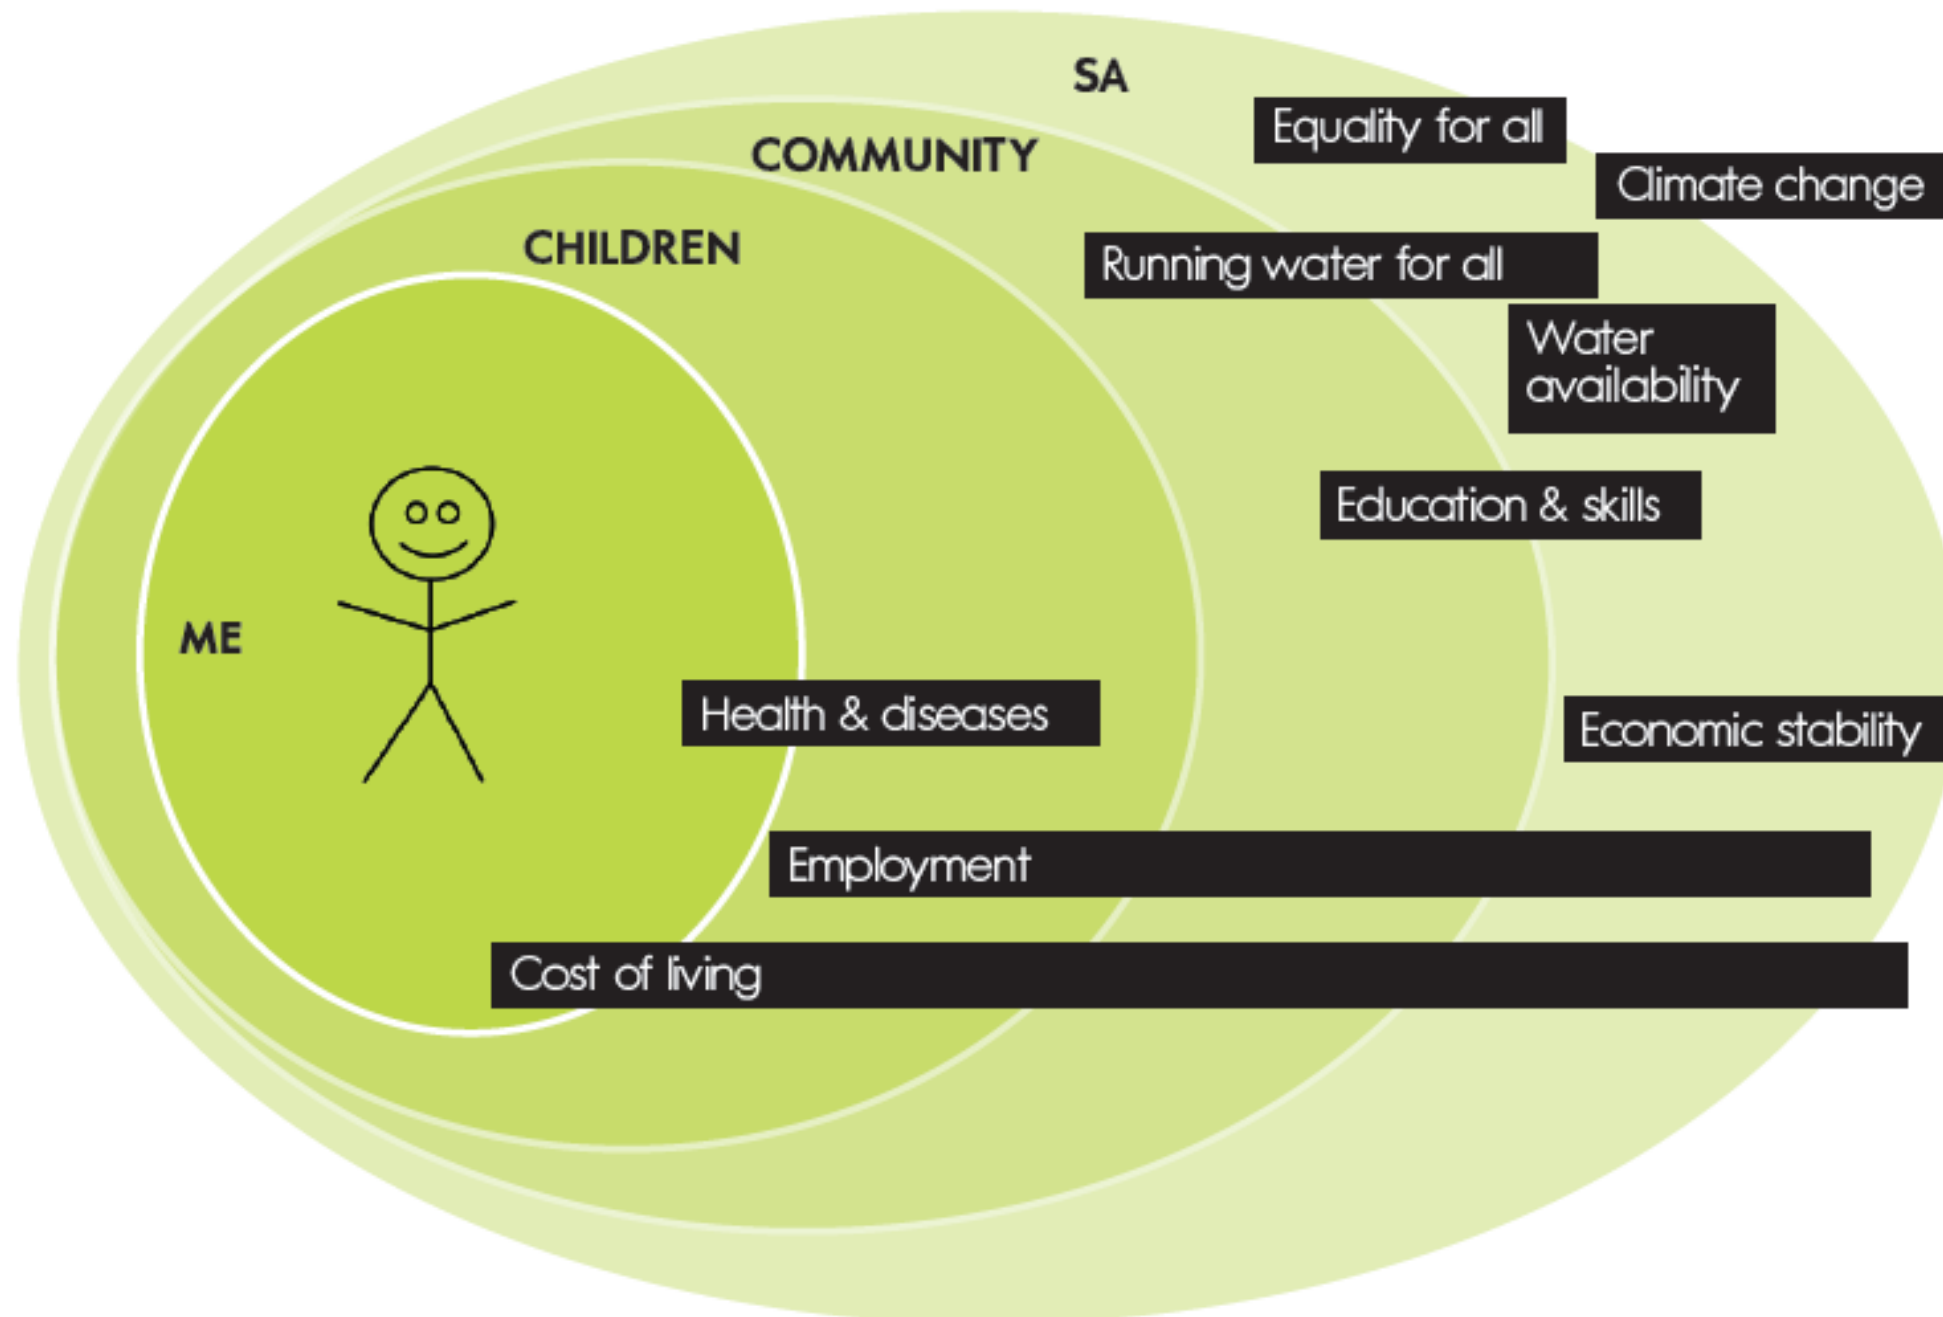 SA
Equality for all
COMMUNITY
Climate change
CHILDREN
Running water for all
Water
availability
Education & skills
ME
Health & diseases
Economic stability
Employment
Cost of living